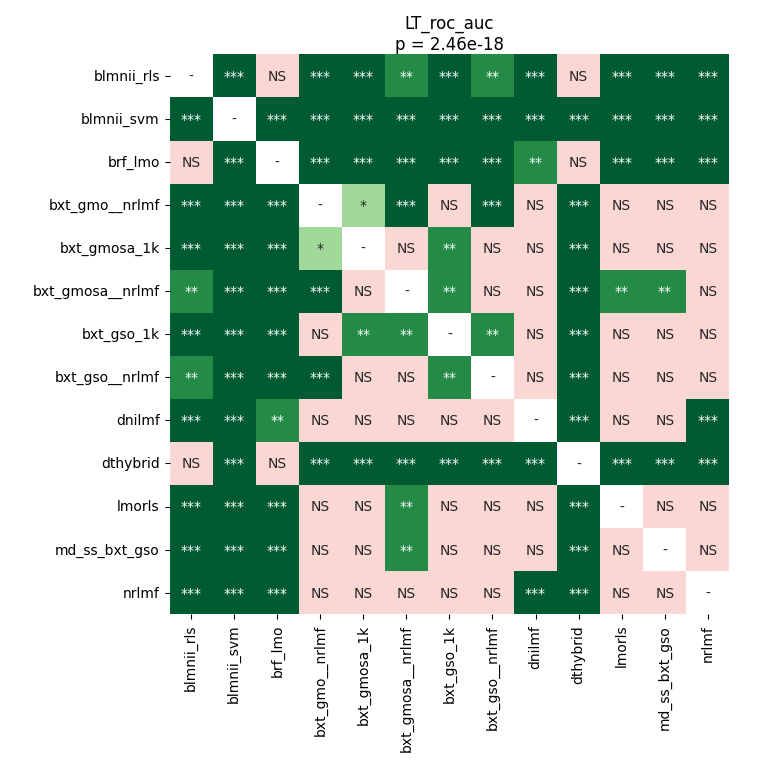 LT_roc_auc
p = 2.46e-18
blmnii_rls - *** NS *** *** ** *** ** *** NS *** *** ***
blmnii_svm *** - *** *** *** *** *** *** *** *** *** *** ***
brf_lmo NS *** - *** *** *** *** *** ** NS *** *** ***
bxt_gmo__nrlmf *** *** *** - * *** NS *** NS *** NS NS NS
bxt_gmosa_1k *** *** *** * - NS ** NS NS *** NS NS NS
bxt_gmosa__nrlmf ** *** *** *** NS - ** NS NS *** ** ** NS
bxt_gso_1k *** *** *** NS ** ** - ** NS *** NS NS NS
bxt_gso__nrlmf ** *** *** *** NS NS ** - NS *** NS NS NS
dnilmf *** *** ** NS NS NS NS NS - *** NS NS ***
dthybrid NS *** NS *** *** *** *** *** *** - *** *** ***
lmorls *** *** *** NS NS ** NS NS NS *** - NS NS
md_ss_bxt_gso *** *** *** NS NS ** NS NS NS *** NS - NS
nrlmf *** *** *** NS NS NS NS NS *** *** NS NS -
blmnii_rls
blmnii_svm
brf_lmo
bxt_gmo__nrlmf
bxt_gmosa_1k
bxt_gmosa__nrlmf
bxt_gso_1k
bxt_gso__nrlmf
dnilmf
dthybrid
lmorls
md_ss_bxt_gso
nrlmf